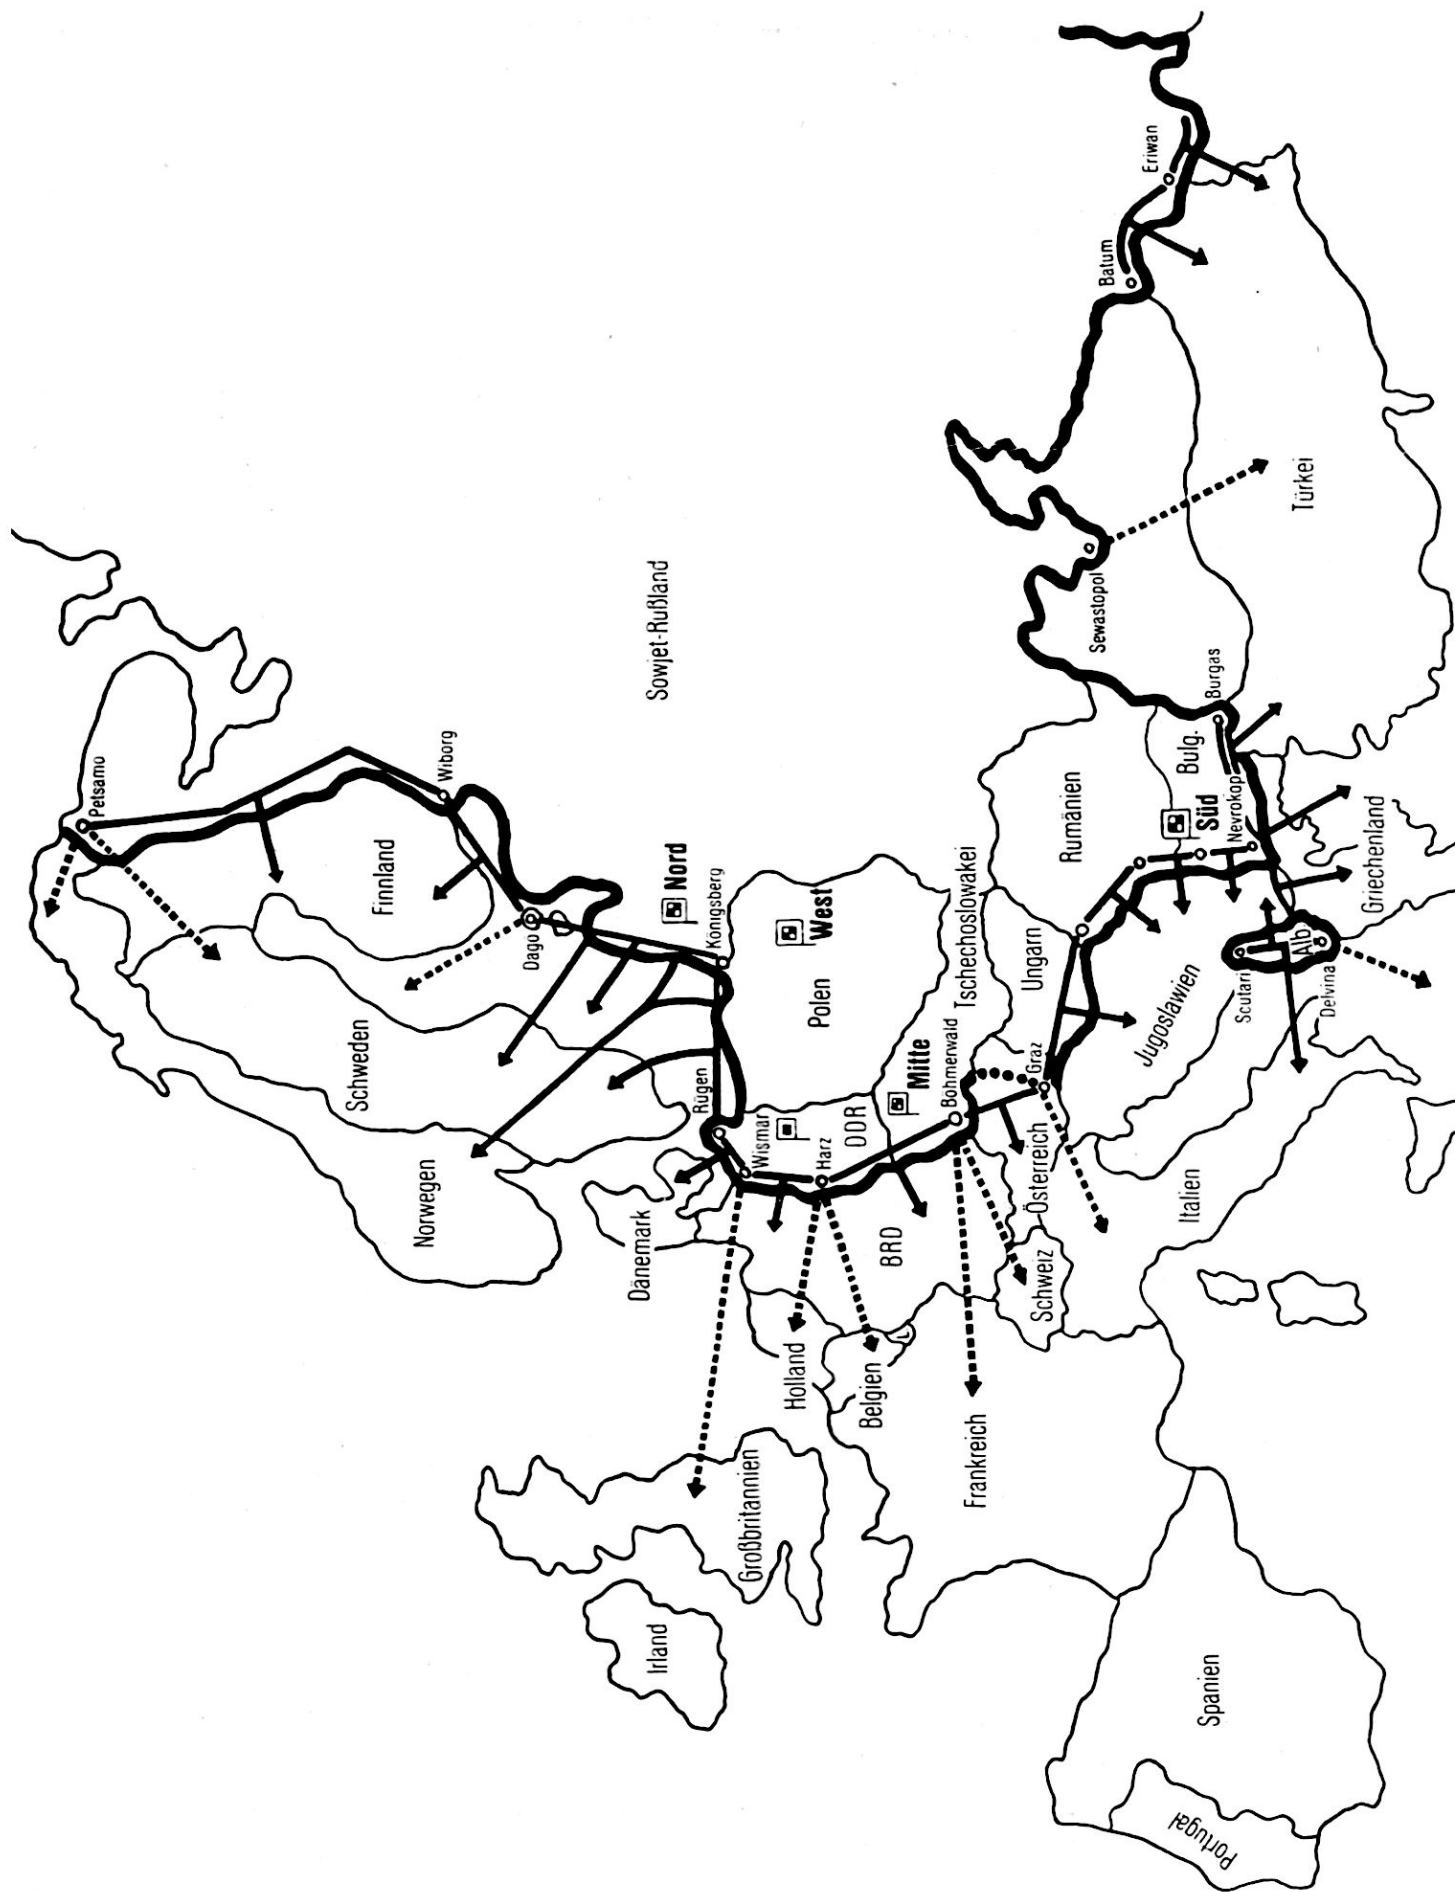 Petsamo
Finnland
Wiborg
Schweden
Norwegen
Dago
Sowjet-Rußland
Nord
Königsberg
Dänemark
Rügen
Wismar
West
Polen
Irland
Großbritannien
Holland
Harz
DDR
Mitte
Belgien
L
BRD
Böhmerwald
Tschechoslowakei
Frankreich
Schweiz
Österreich
Graz
Ungarn
Rumänien
Sewastopol
Batum
Eriwan
Italien
Jugoslawien
Bulg.
Burgas
Süd
Nevrokop
Türkei
Scutari
Alb.
Delvina
Griechenland
Spanien
Portugal